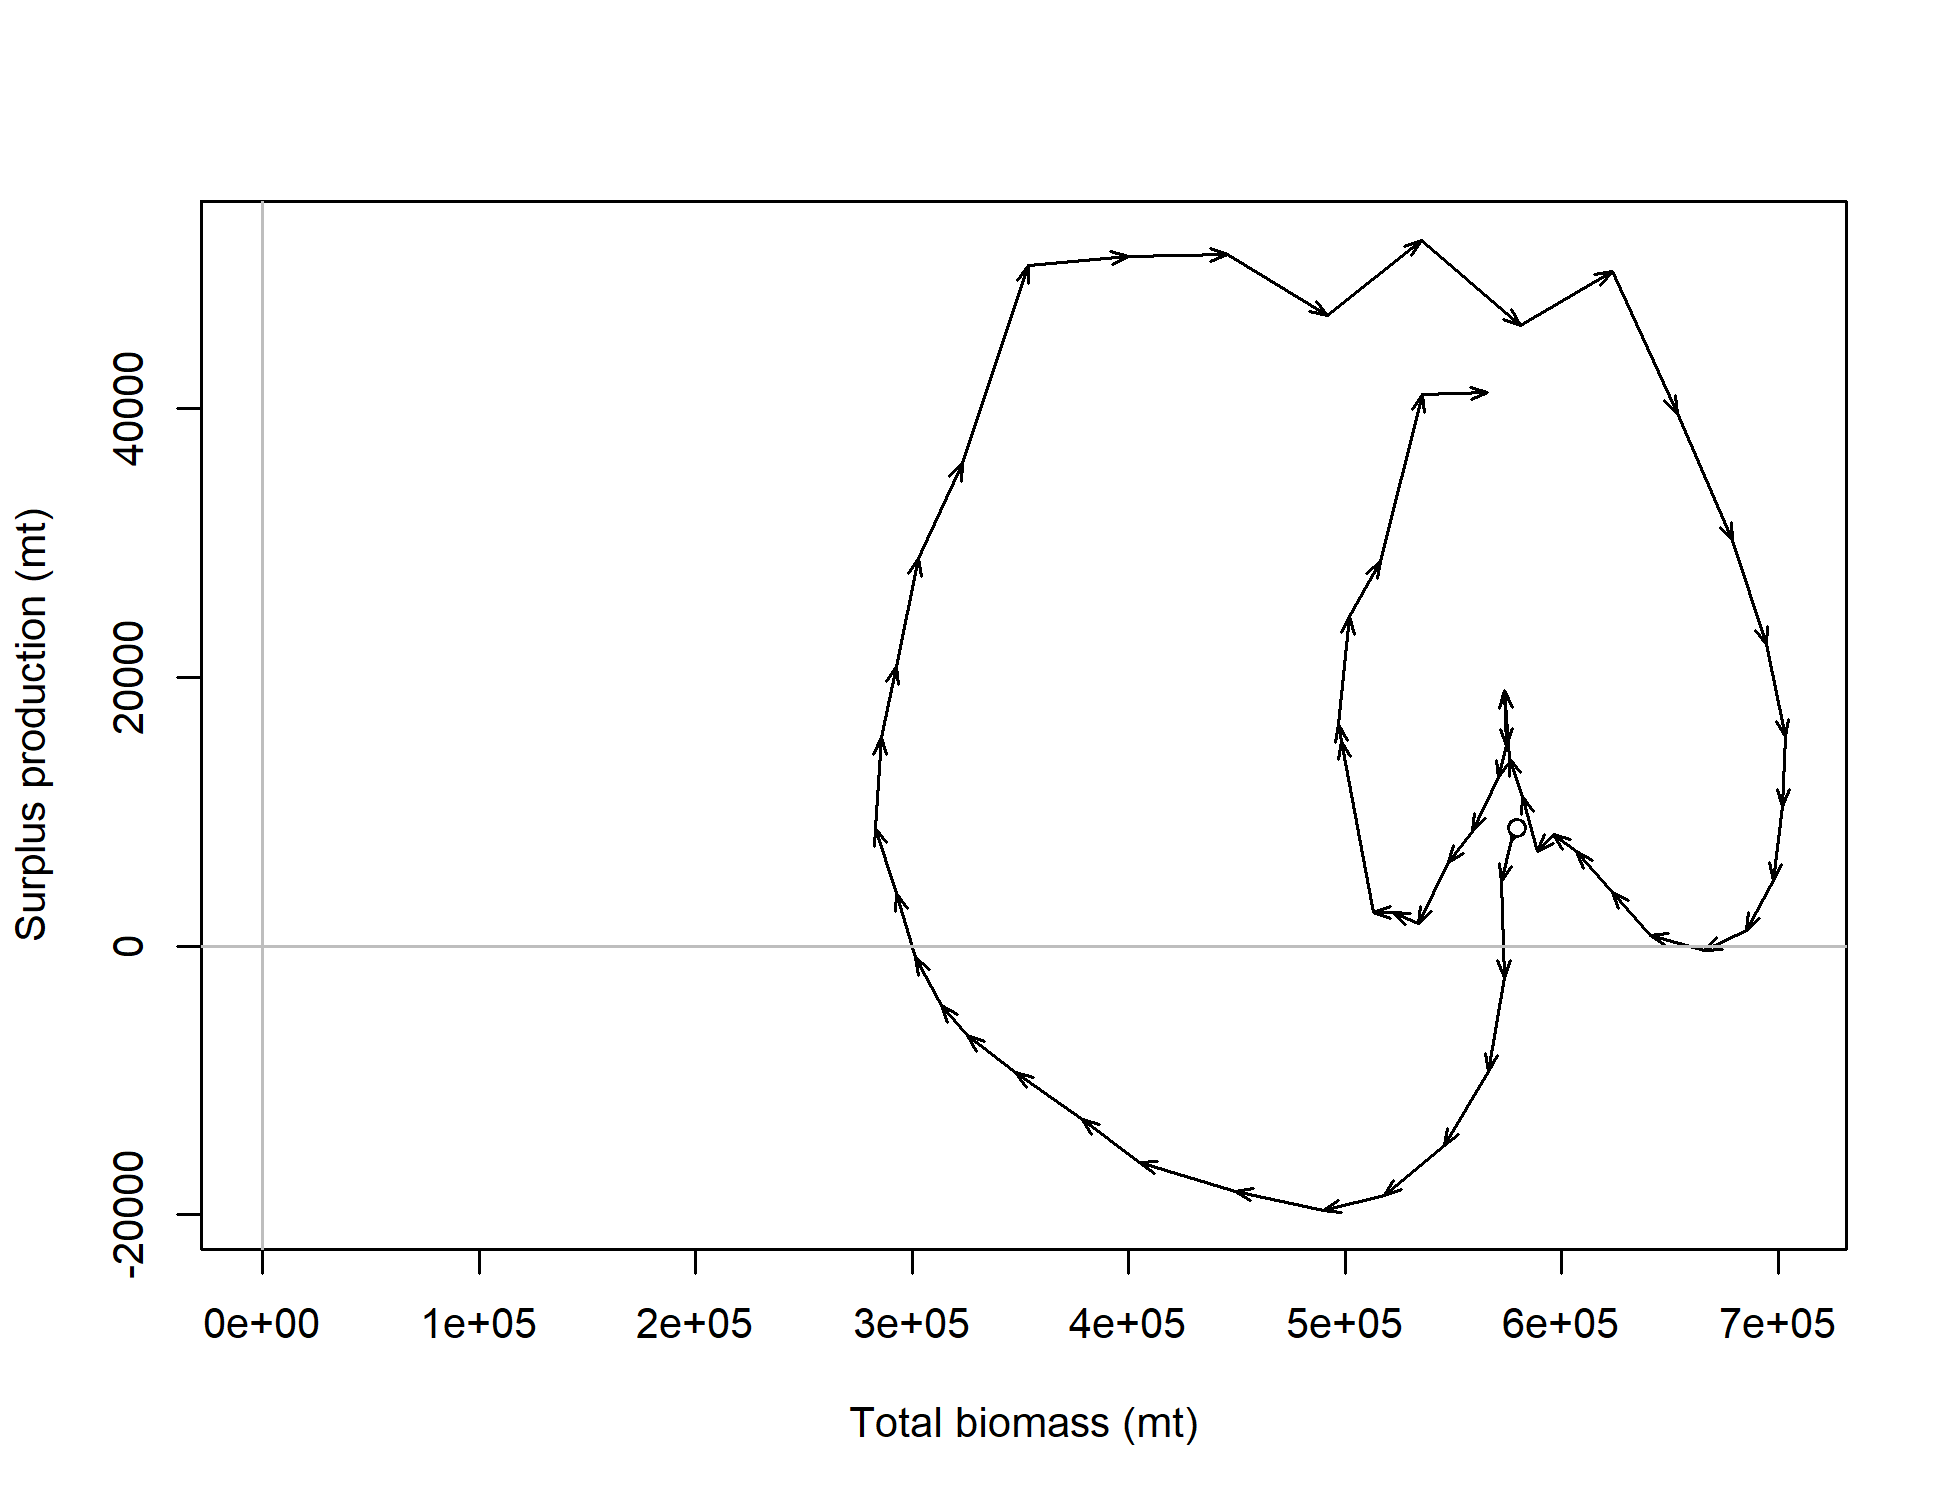 Surplus production (mt)
40000
20000
0
-20000
0e+00 1e+05 2e+05 3e+05 4e+05 5e+05 6e+05 7e+05
Total biomass (mt)